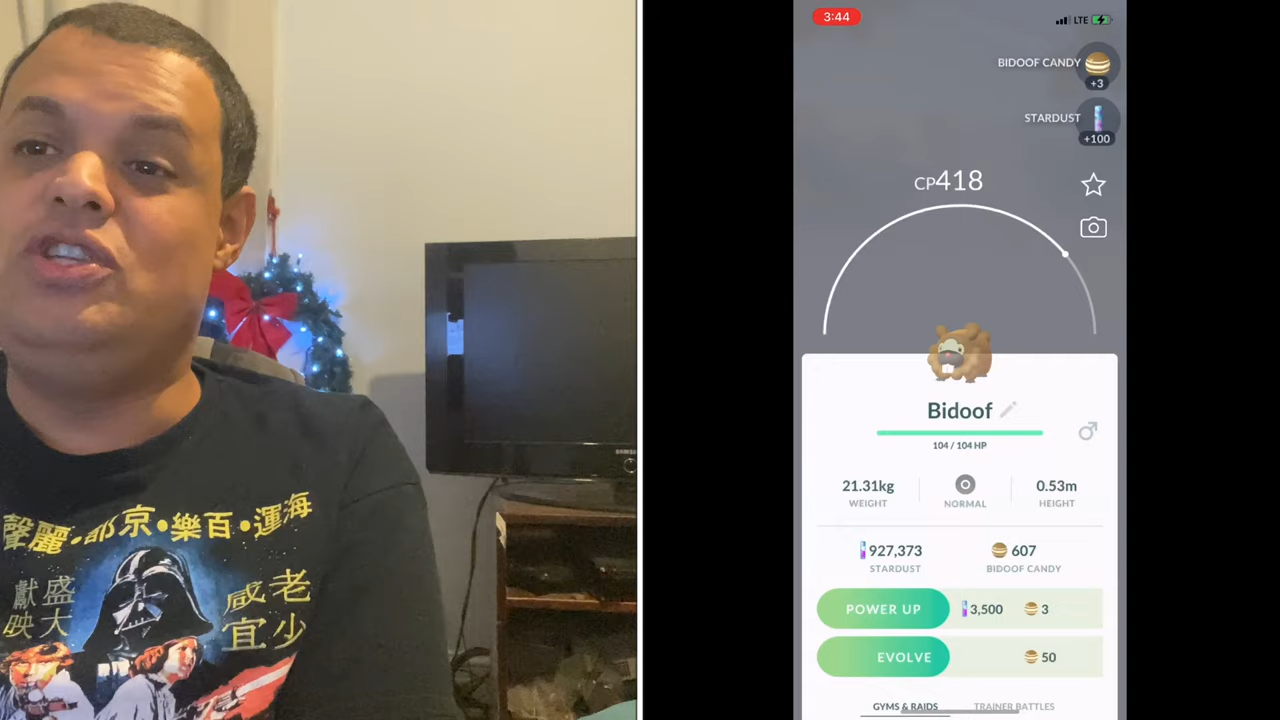 海運•百樂•京都•麗聲
盛大
獻映
老少
咸宜
SAMSUNG
3:44
LTE
BIDOOF CANDY
+3
STARDUST
+100
CP418
Bidoof
104 / 104 HP
21.31kg
WEIGHT
NORMAL
0.53m
HEIGHT
927,373
STARDUST
607
BIDOOF CANDY
POWER UP
3,500
3
EVOLVE
50
GYMS & RAIDS
TRAINER BATTLES